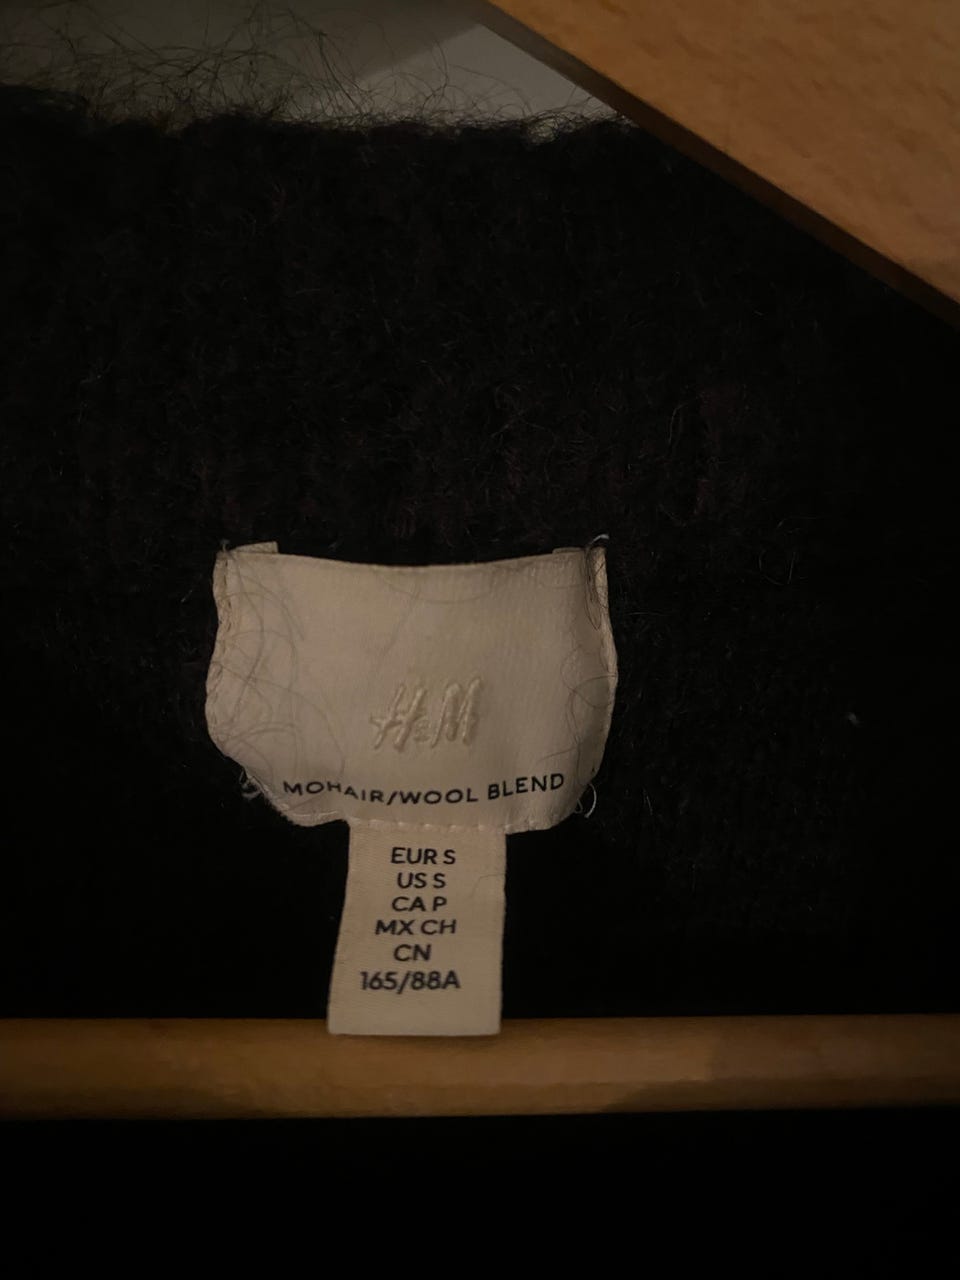 H&M
MOHAIR/WOOL BLEND
EUR S
US S
CA P
MX CH
CN
165/88A